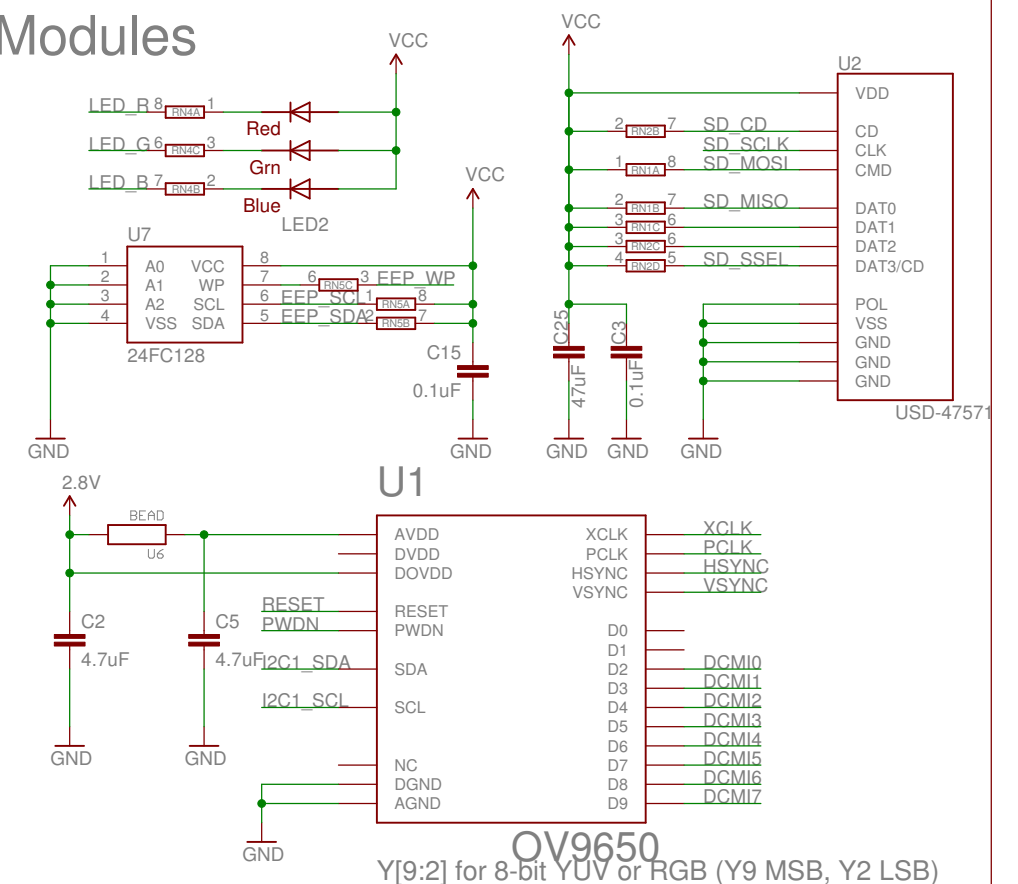 Modules
VCC
LED_R 8 RN4A 1
Red
LED_G 6 RN4C 3
Grn
LED_B 7 RN4B 2
Blue
LED2
VCC
U7
1 A0 VCC 8
2 A1 WP 7 6 RN5C 3 EEP_WP
3 A2 SCL 6 EEP_SCL 1 RN5A 8
4 VSS SDA 5 EEP_SDA 2 RN5B 7
24FC128
C15
0.1uF
GND
GND
VCC
U2
VDD
2 RN2B 7 SD_CD CD
SD_SCLK CLK
1 RN1A 8 SD_MOSI CMD
2 RN1B 7 SD_MISO DAT0
3 RN1C 6 DAT1
3 RN2C 6 DAT2
4 RN2D 5 SD_SSEL DAT3/CD
POL
VSS
GND
GND
GND
USD-47571
C25
47uF
C3
0.1uF
GND
GND
GND
2.8V
BEAD
U6
C2
4.7uF
C5
4.7uF
GND
GND
U1
AVDD XCLK XCLK
DVDD PCLK PCLK
DOVDD HSYNC HSYNC
VSYNC VSYNC
RESET RESET
PWDN PWDN D0
D1
I2C1_SDA SDA D2 DCMI0
D3 DCMI1
I2C1_SCL SCL D4 DCMI2
D5 DCMI3
D6 DCMI4
NC D7 DCMI5
DGND D8 DCMI6
AGND D9 DCMI7
GND
OV9650
Y[9:2] for 8-bit YUV or RGB (Y9 MSB, Y2 LSB)